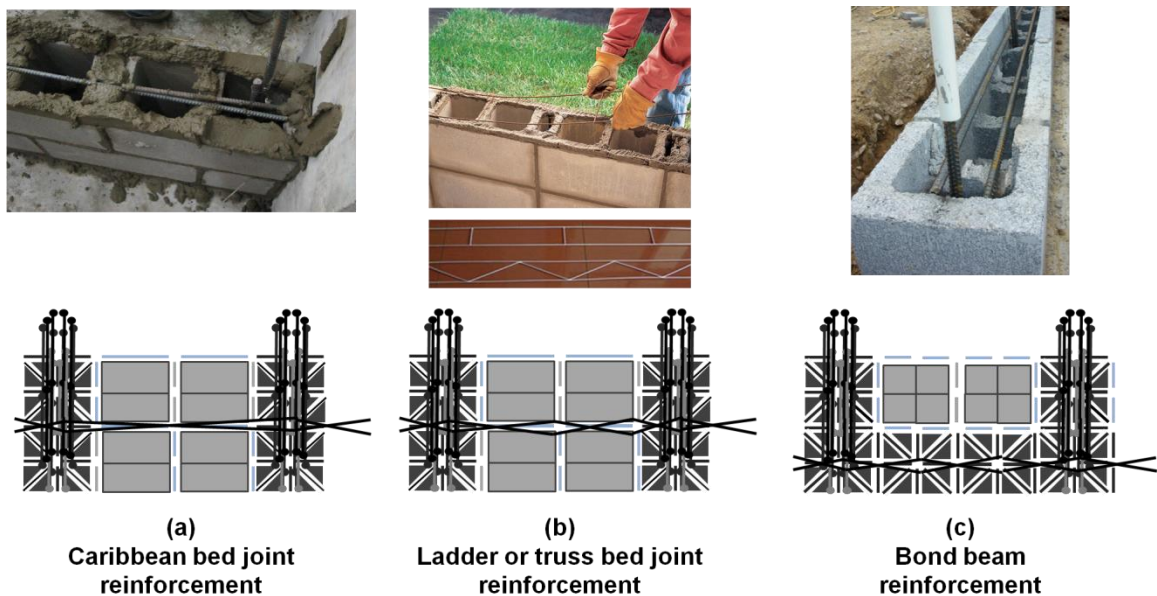 (a)
Caribbean bed joint
reinforcement
(b)
Ladder or truss bed joint
reinforcement
(c)
Bond beam
reinforcement